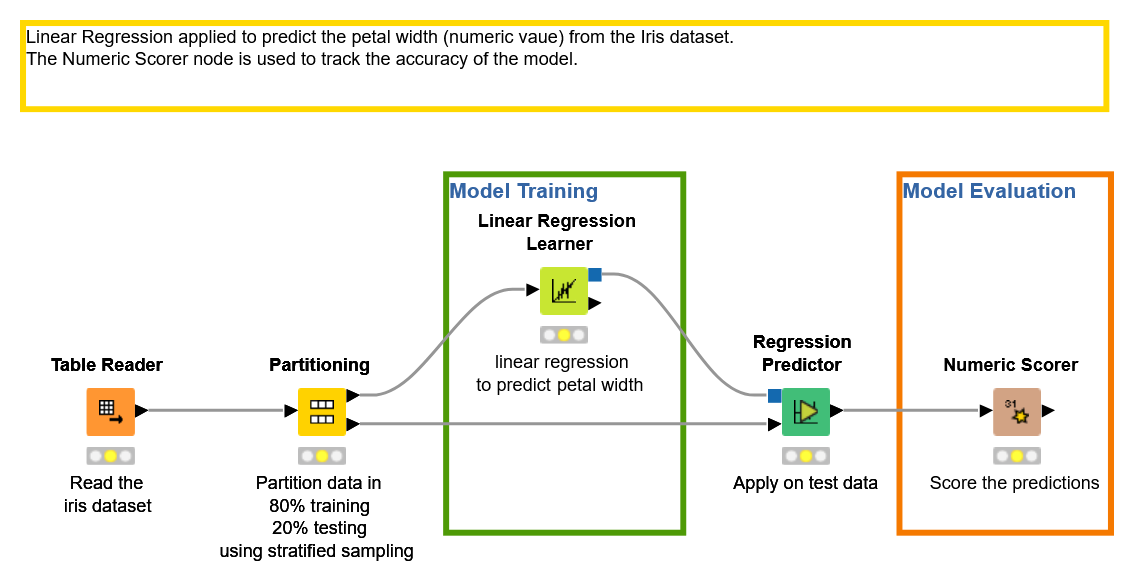 Linear Regression applied to predict the petal width (numeric vaue) from the Iris dataset.
The Numeric Scorer node is used to track the accuracy of the model.
Model Training
Linear Regression
Learner
linear regression
to predict petal width
Model Evaluation
Table Reader
Read the
iris dataset
Partitioning
Partition data in
80% training
20% testing
using stratified sampling
Regression
Predictor
Apply on test data
Numeric Scorer
31
Score the predictions